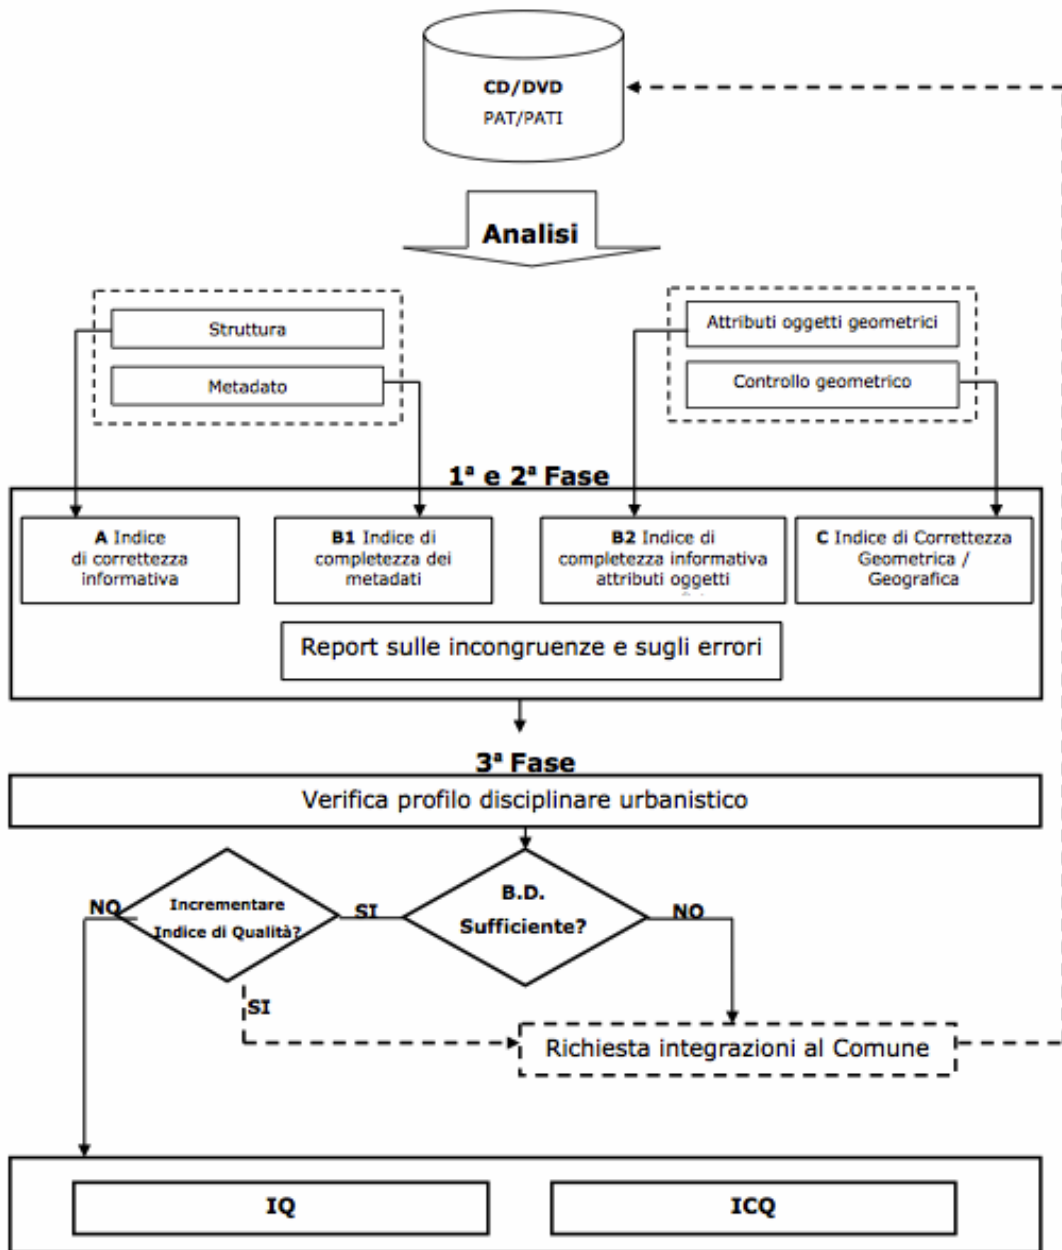 CD/DVD
PAT/PATI
Analisi
Struttura
Metadato
Attributi oggetti geometrici
Controllo geometrico
1ª e 2ª Fase
A Indice
di correttezza
informativa
B1 Indice di
completezza dei
metadati
B2 Indice di
completezza informativa
attributi oggetti
C Indice di Correttezza
Geometrica /
Geografica
Report sulle incongruenze e sugli errori
3ª Fase
Verifica profilo disciplinare urbanistico
NO
Incrementare
Indice di Qualità?
SI
B.D.
Sufficiente?
NO
SI
Richiesta integrazioni al Comune
IQ
ICQ